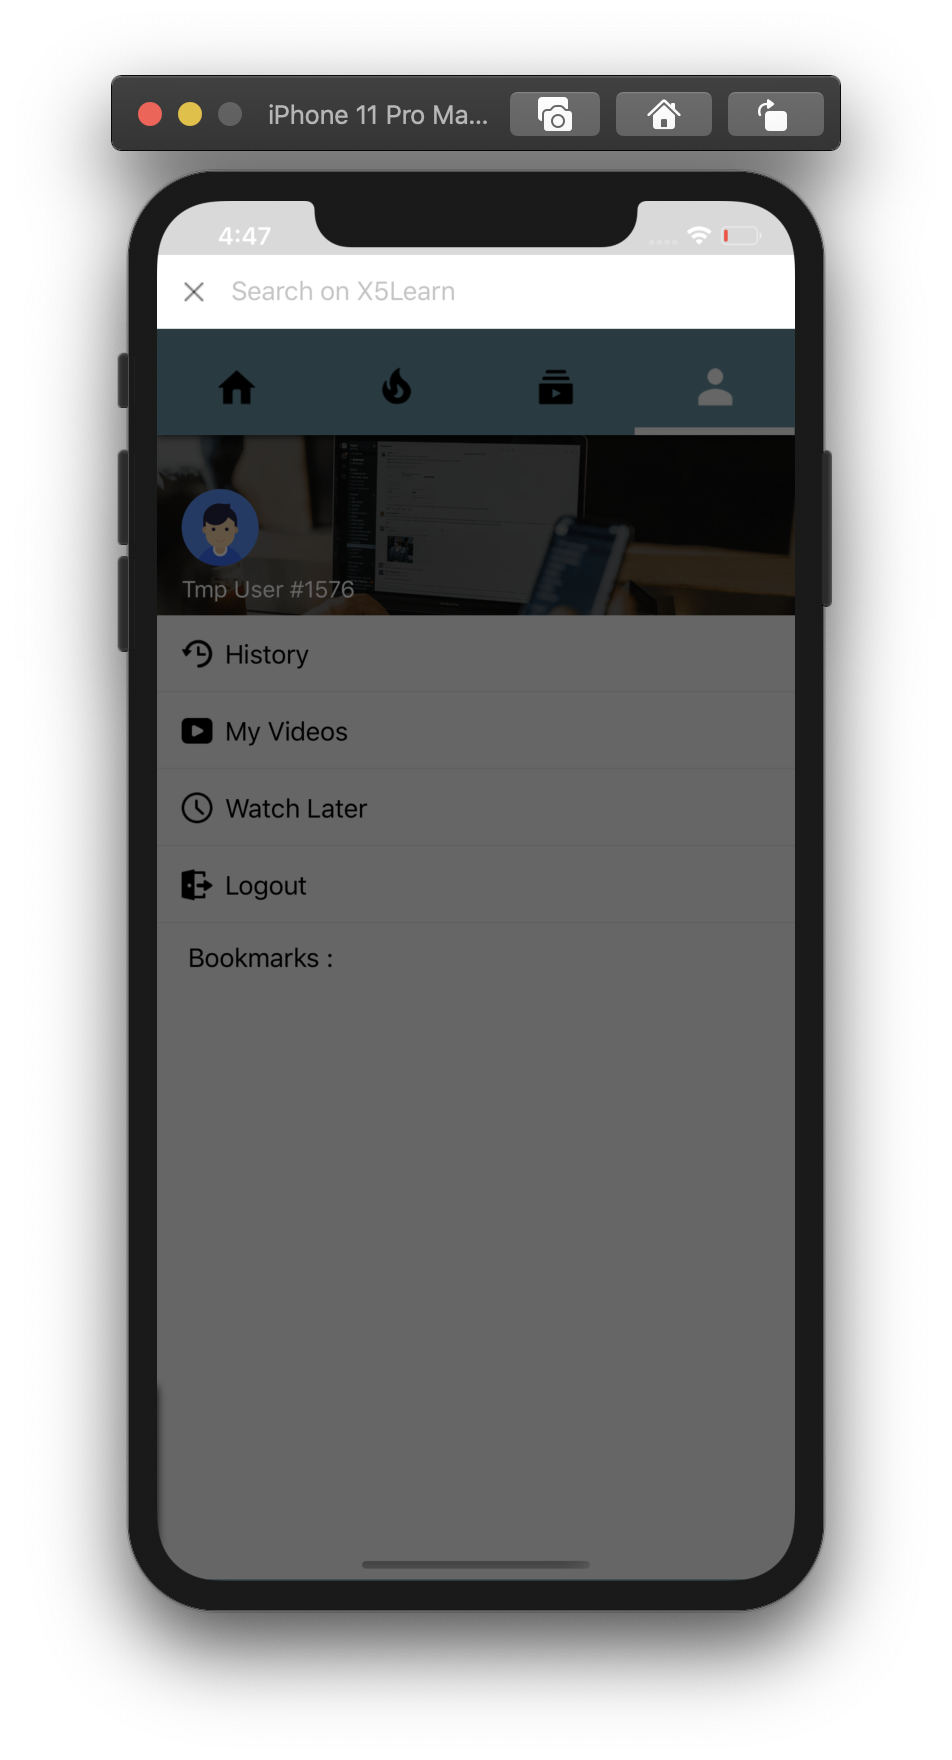 iPhone 11 Pro Ma...
4:47
Search on X5Learn
Tmp User #1576
History
My Videos
Watch Later
Logout
Bookmarks :